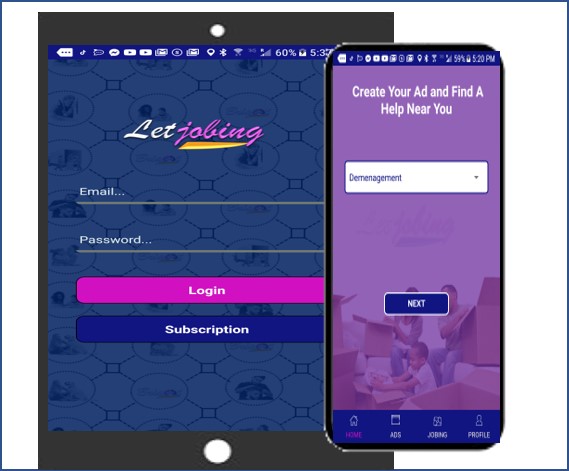 60% 5:3
Letjobing
Email...
Password...
Login
Subscription
59% 5:20 PM
Create Your Ad and Find A
Help Near You
Demenagement
Letjobing
NEXT
HOME ADS JOBING PROFILE